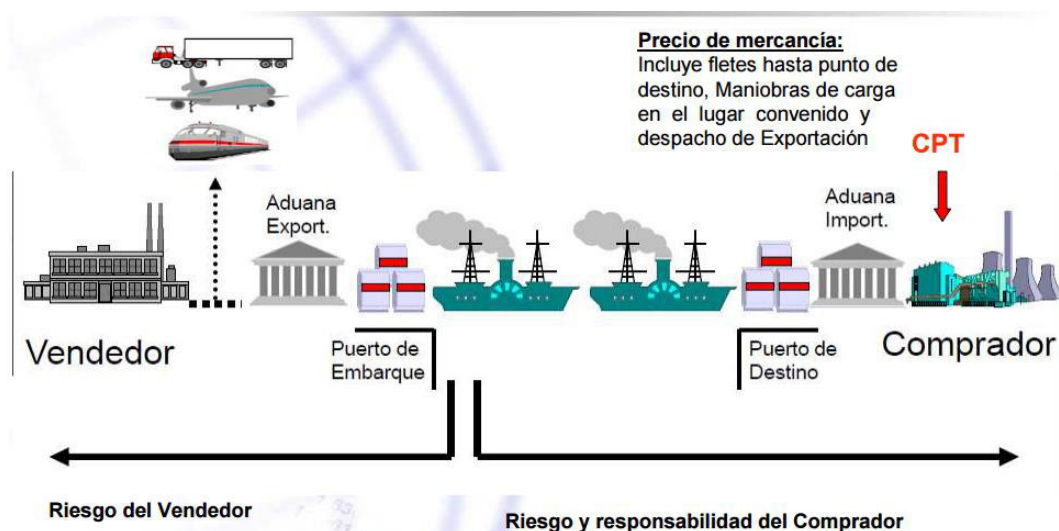 Precio de mercancía:
Incluye fletes hasta punto de
destino, Maniobras de carga
en el lugar convenido y
despacho de Exportación
CPT
Aduana
Export.
Aduana
Import.
Vendedor
Puerto de
Embarque
Puerto de
Destino
Comprador
Riesgo del Vendedor
Riesgo y responsabilidad del Comprador